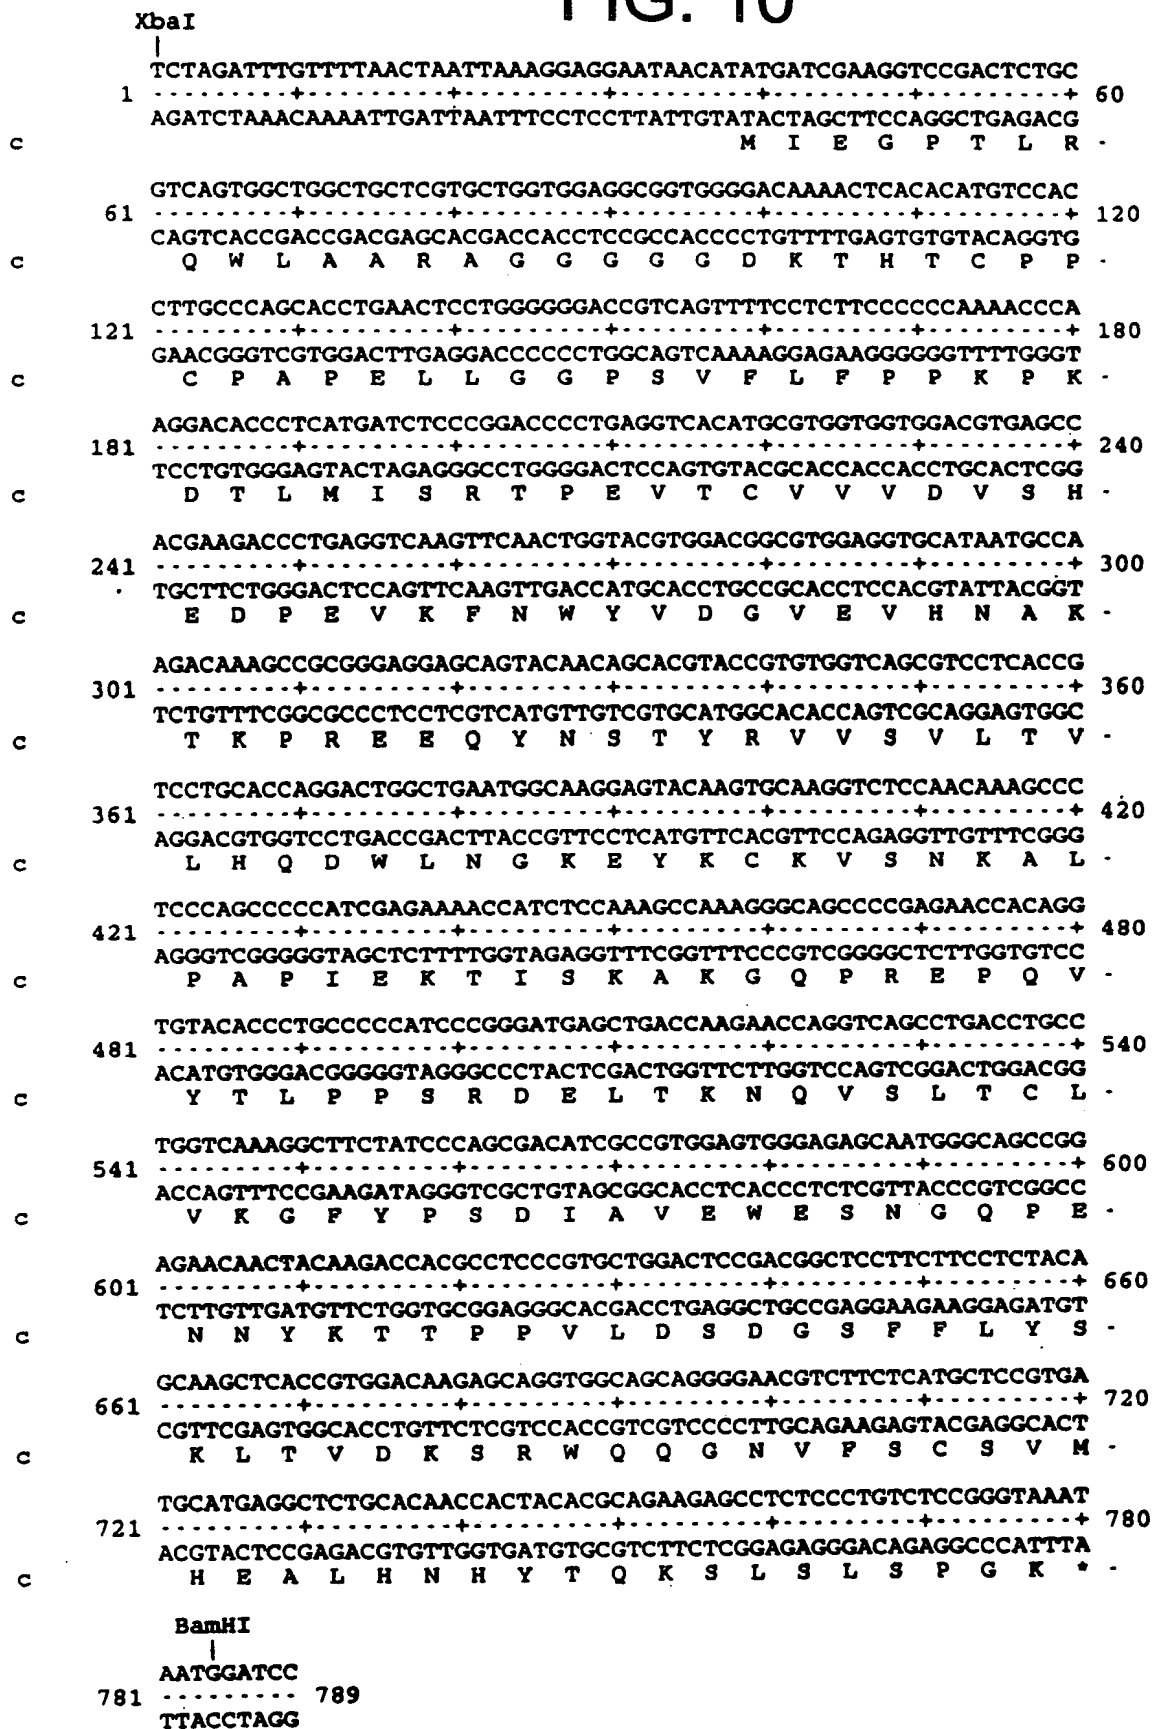 FIG. 10
XbaI
|
TCTAGATTTGTTTTAACTAATTAAAGGAGGAATAACATATGATCGAAGGTCCGACTCTGC
1 ---------+---------+---------+---------+---------+---------+ 60
AGATCTAAACAAAATTGATTAATTTCCTCCTTATTGTATACTAGCTTCCAGGCTGAGACG
c M I E G P T L R -
GTCAGTGGCTGGCTGCTCGTGCTGGTGGAGGCGGTGGGGACAAAACTCACACATGTCCAC
61 ---------+---------+---------+---------+---------+---------+ 120
CAGTCACCGACCGACGAGCACGACCACCTCCGCCACCCCTGTTTTGAGTGTGTACAGGTG
c Q W L A A R A G G G G G D K T H T C P P -
CTTGCCCAGCACCTGAACTCCTGGGGGGACCGTCAGTTTTCCTCTTCCCCCCAAAACCCA
121 ---------+---------+---------+---------+---------+---------+ 180
GAACGGGTCGTGGACTTGAGGACCCCCCTGGCAGTCAAAAGGAGAAGGGGGGTTTTGGGT
c C P A P E L L G G P S V F L F P P K P K -
AGGACACCCTCATGATCTCCCGGACCCCTGAGGTCACATGCGTGGTGGTGGACGTGAGCC
181 ---------+---------+---------+---------+---------+---------+ 240
TCCTGTGGGAGTACTAGAGGGCCTGGGGACTCCAGTGTACGCACCACCACCTGCACTCGG
c D T L M I S R T P E V T C V V V D V S H -
ACGAAGACCCTGAGGTCAAGTTCAACTGGTACGTGGACGGCGTGGAGGTGCATAATGCCA
241 ---------+---------+---------+---------+---------+---------+ 300
TGCTTCTGGGACTCCAGTTCAAGTTGACCATGCACCTGCCGCACCTCCACGTATTACGGT
c E D P E V K F N W Y V D G V E V H N A K -
AGACAAAGCCGCGGGAGGAGCAGTACAACAGCACGTACCGTGTGGTCAGCGTCCTCACCG
301 ---------+---------+---------+---------+---------+---------+ 360
TCTGTTTCGGCGCCCTCCTCGTCATGTTGTCGTGCATGGCACACCAGTCGCAGGAGTGGC
c T K P R E E Q Y N S T Y R V V S V L T V -
TCCTGCACCAGGACTGGCTGAATGGCAAGGAGTACAAGTGCAAGGTCTCCAACAAAGCCC
361 ---------+---------+---------+---------+---------+---------+ 420
AGGACGTGGTCCTGACCGACTTACCGTTCCTCATGTTCACGTTCCAGAGGTTGTTTCGGG
c L H Q D W L N G K E Y K C K V S N K A L -
TCCCAGCCCCCATCGAGAAAACCATCTCCAAAGCCAAAGGGCAGCCCCGAGAACCACAGG
421 ---------+---------+---------+---------+---------+---------+ 480
AGGGTCGGGGGTAGCTCTTTTGGTAGAGGTTTCGGTTTCCCGTCGGGGCTCTTGGTGTCC
c P A P I E K T I S K A K G Q P R E P Q V -
TGTACACCCTGCCCCCATCCCGGGATGAGCTGACCAAGAACCAGGTCAGCCTGACCTGCC
481 ---------+---------+---------+---------+---------+---------+ 540
ACATGTGGGACGGGGGTAGGGCCCTACTCGACTGGTTCTTGGTCCAGTCGGACTGGACGG
c Y T L P P S R D E L T K N Q V S L T C L -
TGGTCAAAGGCTTCTATCCCAGCGACATCGCCGTGGAGTGGGAGAGCAATGGGCAGCCGG
541 ---------+---------+---------+---------+---------+---------+ 600
ACCAGTTTCCGAAGATAGGGTCGCTGTAGCGGCACCTCACCCTCTCGTTACCCGTCGGCC
c V K G F Y P S D I A V E W E S N G Q P E -
AGAACAACTACAAGACCACGCCTCCCGTGCTGGACTCCGACGGCTCCTTCTTCCTCTACA
601 ---------+---------+---------+---------+---------+---------+ 660
TCTTGTTGATGTTCTGGTGCGGAGGGCACGACCTGAGGCTGCCGAGGAAGAAGGAGATGT
c N N Y K T T P P V L D S D G S F F L Y S -
GCAAGCTCACCGTGGACAAGAGCAGGTGGCAGCAGGGGAACGTCTTCTCATGCTCCGTGA
661 ---------+---------+---------+---------+---------+---------+ 720
CGTTCGAGTGGCACCTGTTCTCGTCCACCGTCGTCCCCTTGCAGAAGAGTACGAGGCACT
c K L T V D K S R W Q Q G N V F S C S V M -
TGCATGAGGCTCTGCACAACCACTACACGCAGAAGAGCCTCTCCCTGTCTCCGGGTAAAT
721 ---------+---------+---------+---------+---------+---------+ 780
ACGTACTCCGAGACGTGTTGGTGATGTGCGTCTTCTCGGAGAGGGACAGAGGCCCATTTA
c H E A L H N H Y T Q K S L S L S P G K * -
BamHI
|
AATGGATCC
781 --------- 789
TTACCTAGG